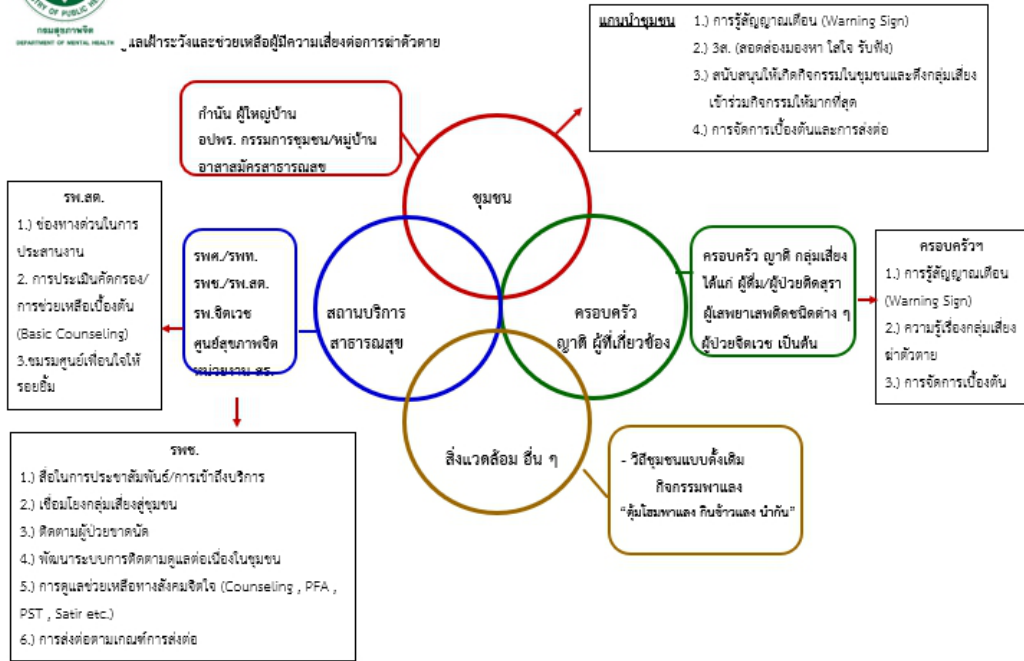 กรมสุขภาพจิต
DEPARTMENT OF MENTAL HEALTH
แลเฝ้าระวังและช่วยเหลือผู้มีความเสี่ยงต่อการฆ่าตัวตาย
แกนนำชุมชน 1.) การรู้สัญญาณเตือน (Warning Sign)
2.) 3ส. (สอดส่องมองหา ใส่ใจ รับฟัง)
3.) สนับสนุนให้เกิดกิจกรรมในชุมชนและดึงกลุ่มเสี่ยง
เข้าร่วมกิจกรรมให้มากที่สุด
4.) การจัดการเบื้องต้นและการส่งต่อ
กำนัน ผู้ใหญ่บ้าน
อปพร. กรรมการชุมชน/หมู่บ้าน
อาสาสมัครสาธารณสุข
ชุมชน
รพ.สต.
1.) ช่องทางด่วนในการ
ประสานงาน
2. การประเมินคัดกรอง/
การช่วยเหลือเบื้องต้น
(Basic Counseling)
3.ชมรมศูนย์เพื่อนใจให้
รอยยิ้ม
รพศ./รพท.
รพช./รพ.สต.
รพ.จิตเวช
ศูนย์สุขภาพจิต
หน่วยงาน สธ.
สถานบริการ
สาธารณสุข
ครอบครัว
ญาติ ผู้ที่เกี่ยวข้อง
ครอบครัว ญาติ กลุ่มเสี่ยง
ได้แก่ ผู้ดื่ม/ผู้ป่วยติดสุรา
ผู้เสพยาเสพติดชนิดต่าง ๆ
ผู้ป่วยจิตเวช เป็นต้น
ครอบครัวฯ
1.) การรู้สัญญาณเตือน
(Warning Sign)
2.) ความรู้เรื่องกลุ่มเสี่ยง
ฆ่าตัวตาย
3.) การจัดการเบื้องต้น
สิ่งแวดล้อม อื่น ๆ
- วิถีชุมชนแบบดั้งเดิม
กิจกรรมพาแลง
"ตุ้มโฮมพาแลง กินข้าวแลง นำกัน"
รพช.
1.) สื่อในการประชาสัมพันธ์/การเข้าถึงบริการ
2.) เชื่อมโยงกลุ่มเสี่ยงสู่ชุมชน
3.) ติดตามผู้ป่วยขาดนัด
4.) พัฒนาระบบการติดตามดูแลต่อเนื่องในชุมชน
5.) การดูแลช่วยเหลือทางสังคมจิตใจ (Counseling , PFA ,
PST , Satir etc.)
6.) การส่งต่อตามเกณฑ์การส่งต่อ